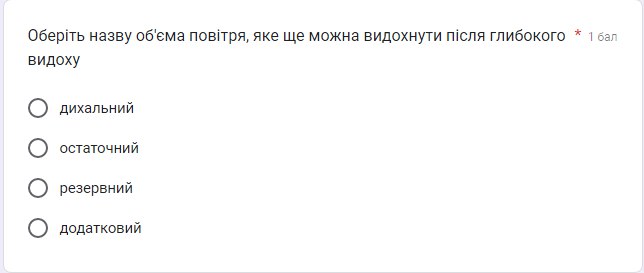 Оберіть назву об'єма повітря, яке ще можна видохнути після глибокого * 1 бал
видоху
дихальний
остаточний
резервний
додатковий